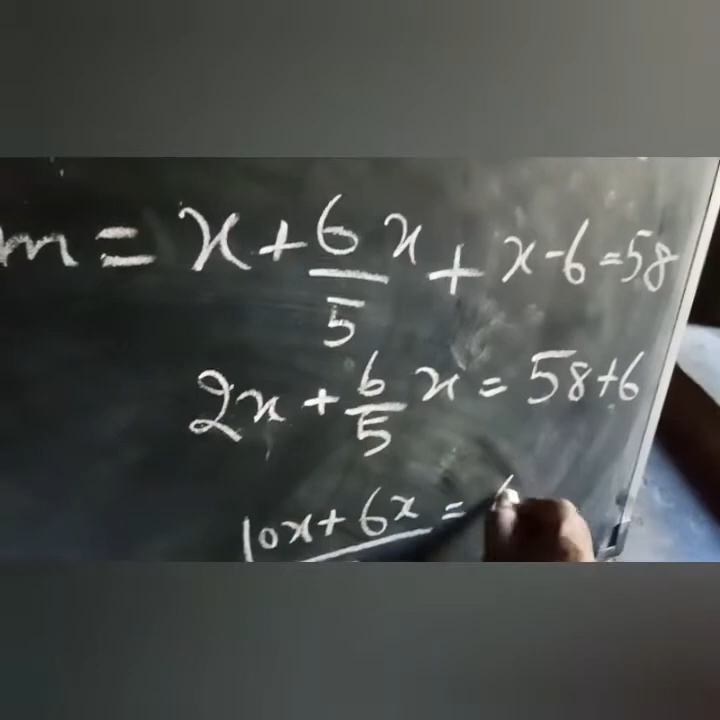 m = x + 6/5 x + x - 6 = 58
2x + 6/5 x = 58 + 6
10x + 6x =